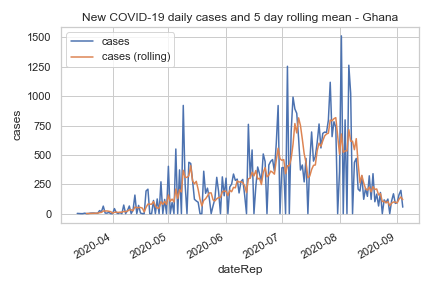 New COVID-19 daily cases and 5 day rolling mean - Ghana
cases
cases (rolling)
1500
1250
1000
750
500
250
0
cases
2020-04
2020-05
2020-06
2020-07
2020-08
2020-09
dateRep